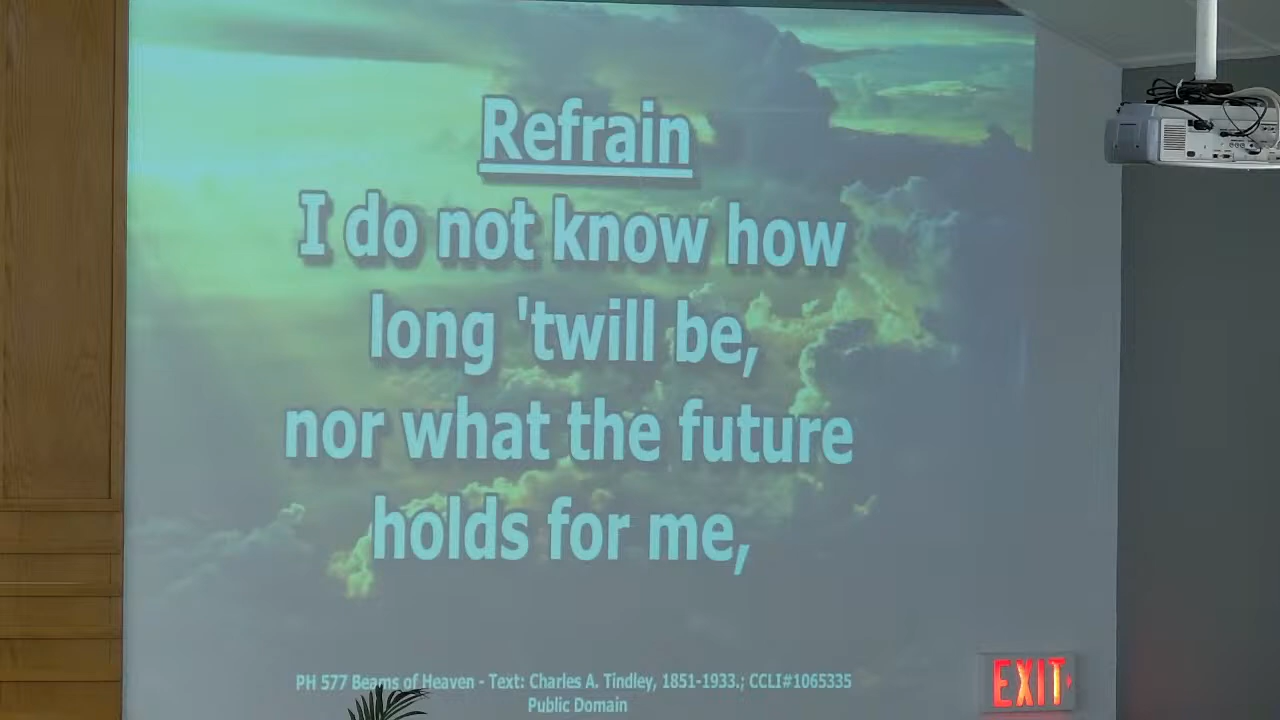 Refrain
I do not know how
long 'twill be,
nor what the future
holds for me,
PH 577 Beams of Heaven - Text: Charles A. Tindley, 1851-1933.; CCLI#1065335
Public Domain
EXIT